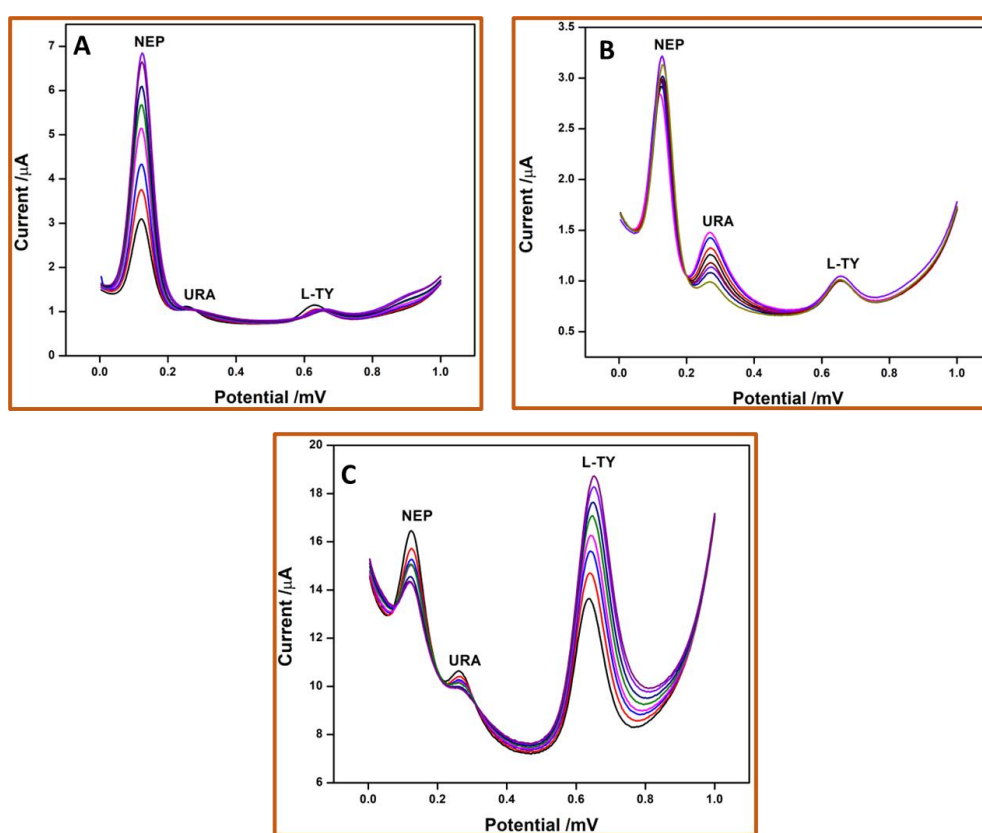 A
NEP
URA
L-TY
7
6
5
4
3
2
1
0
Current /µA
0.0 0.2 0.4 0.6 0.8 1.0
Potential /mV
B
NEP
URA
L-TY
3.5
3.0
2.5
2.0
1.5
1.0
0.5
Current /µA
0.0 0.2 0.4 0.6 0.8 1.0
Potential /mV
C
NEP
URA
L-TY
20
18
16
14
12
10
8
6
Current /µA
0.0 0.2 0.4 0.6 0.8 1.0
Potential /mV